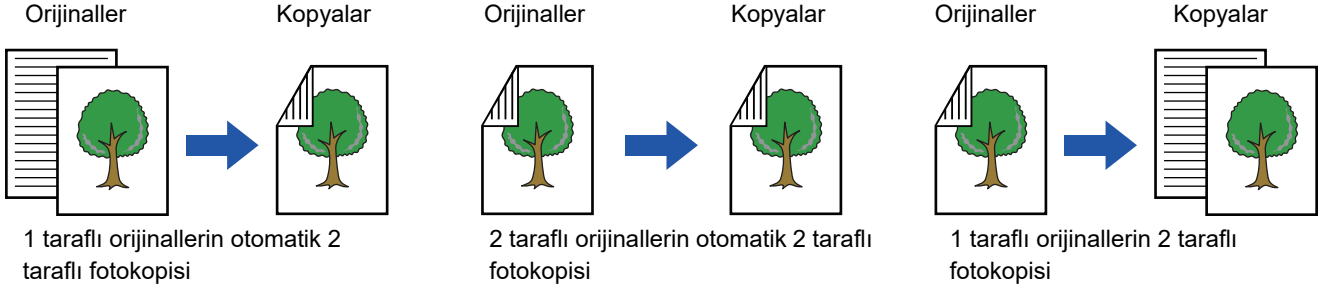 Orijinaller
Kopyalar
1 taraflı orijinallerin otomatik 2
taraflı fotokopisi
Orijinaller
Kopyalar
2 taraflı orijinallerin otomatik 2 taraflı
fotokopisi
Orijinaller
Kopyalar
1 taraflı orijinallerin 2 taraflı
fotokopisi